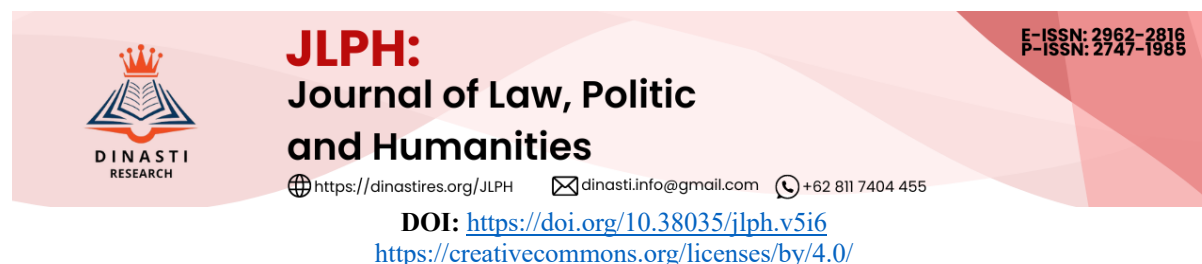 JLPH:
Journal of Law, Politic
and Humanities
E-ISSN: 2962-2816
P-ISSN: 2747-1985
DINASTI
RESEARCH
https://dinastires.org/JLPH dinasti.info@gmail.com +62 811 7404 455
DOI: https://doi.org/10.38035/jlph.v5i6
https://creativecommons.org/licenses/by/4.0/